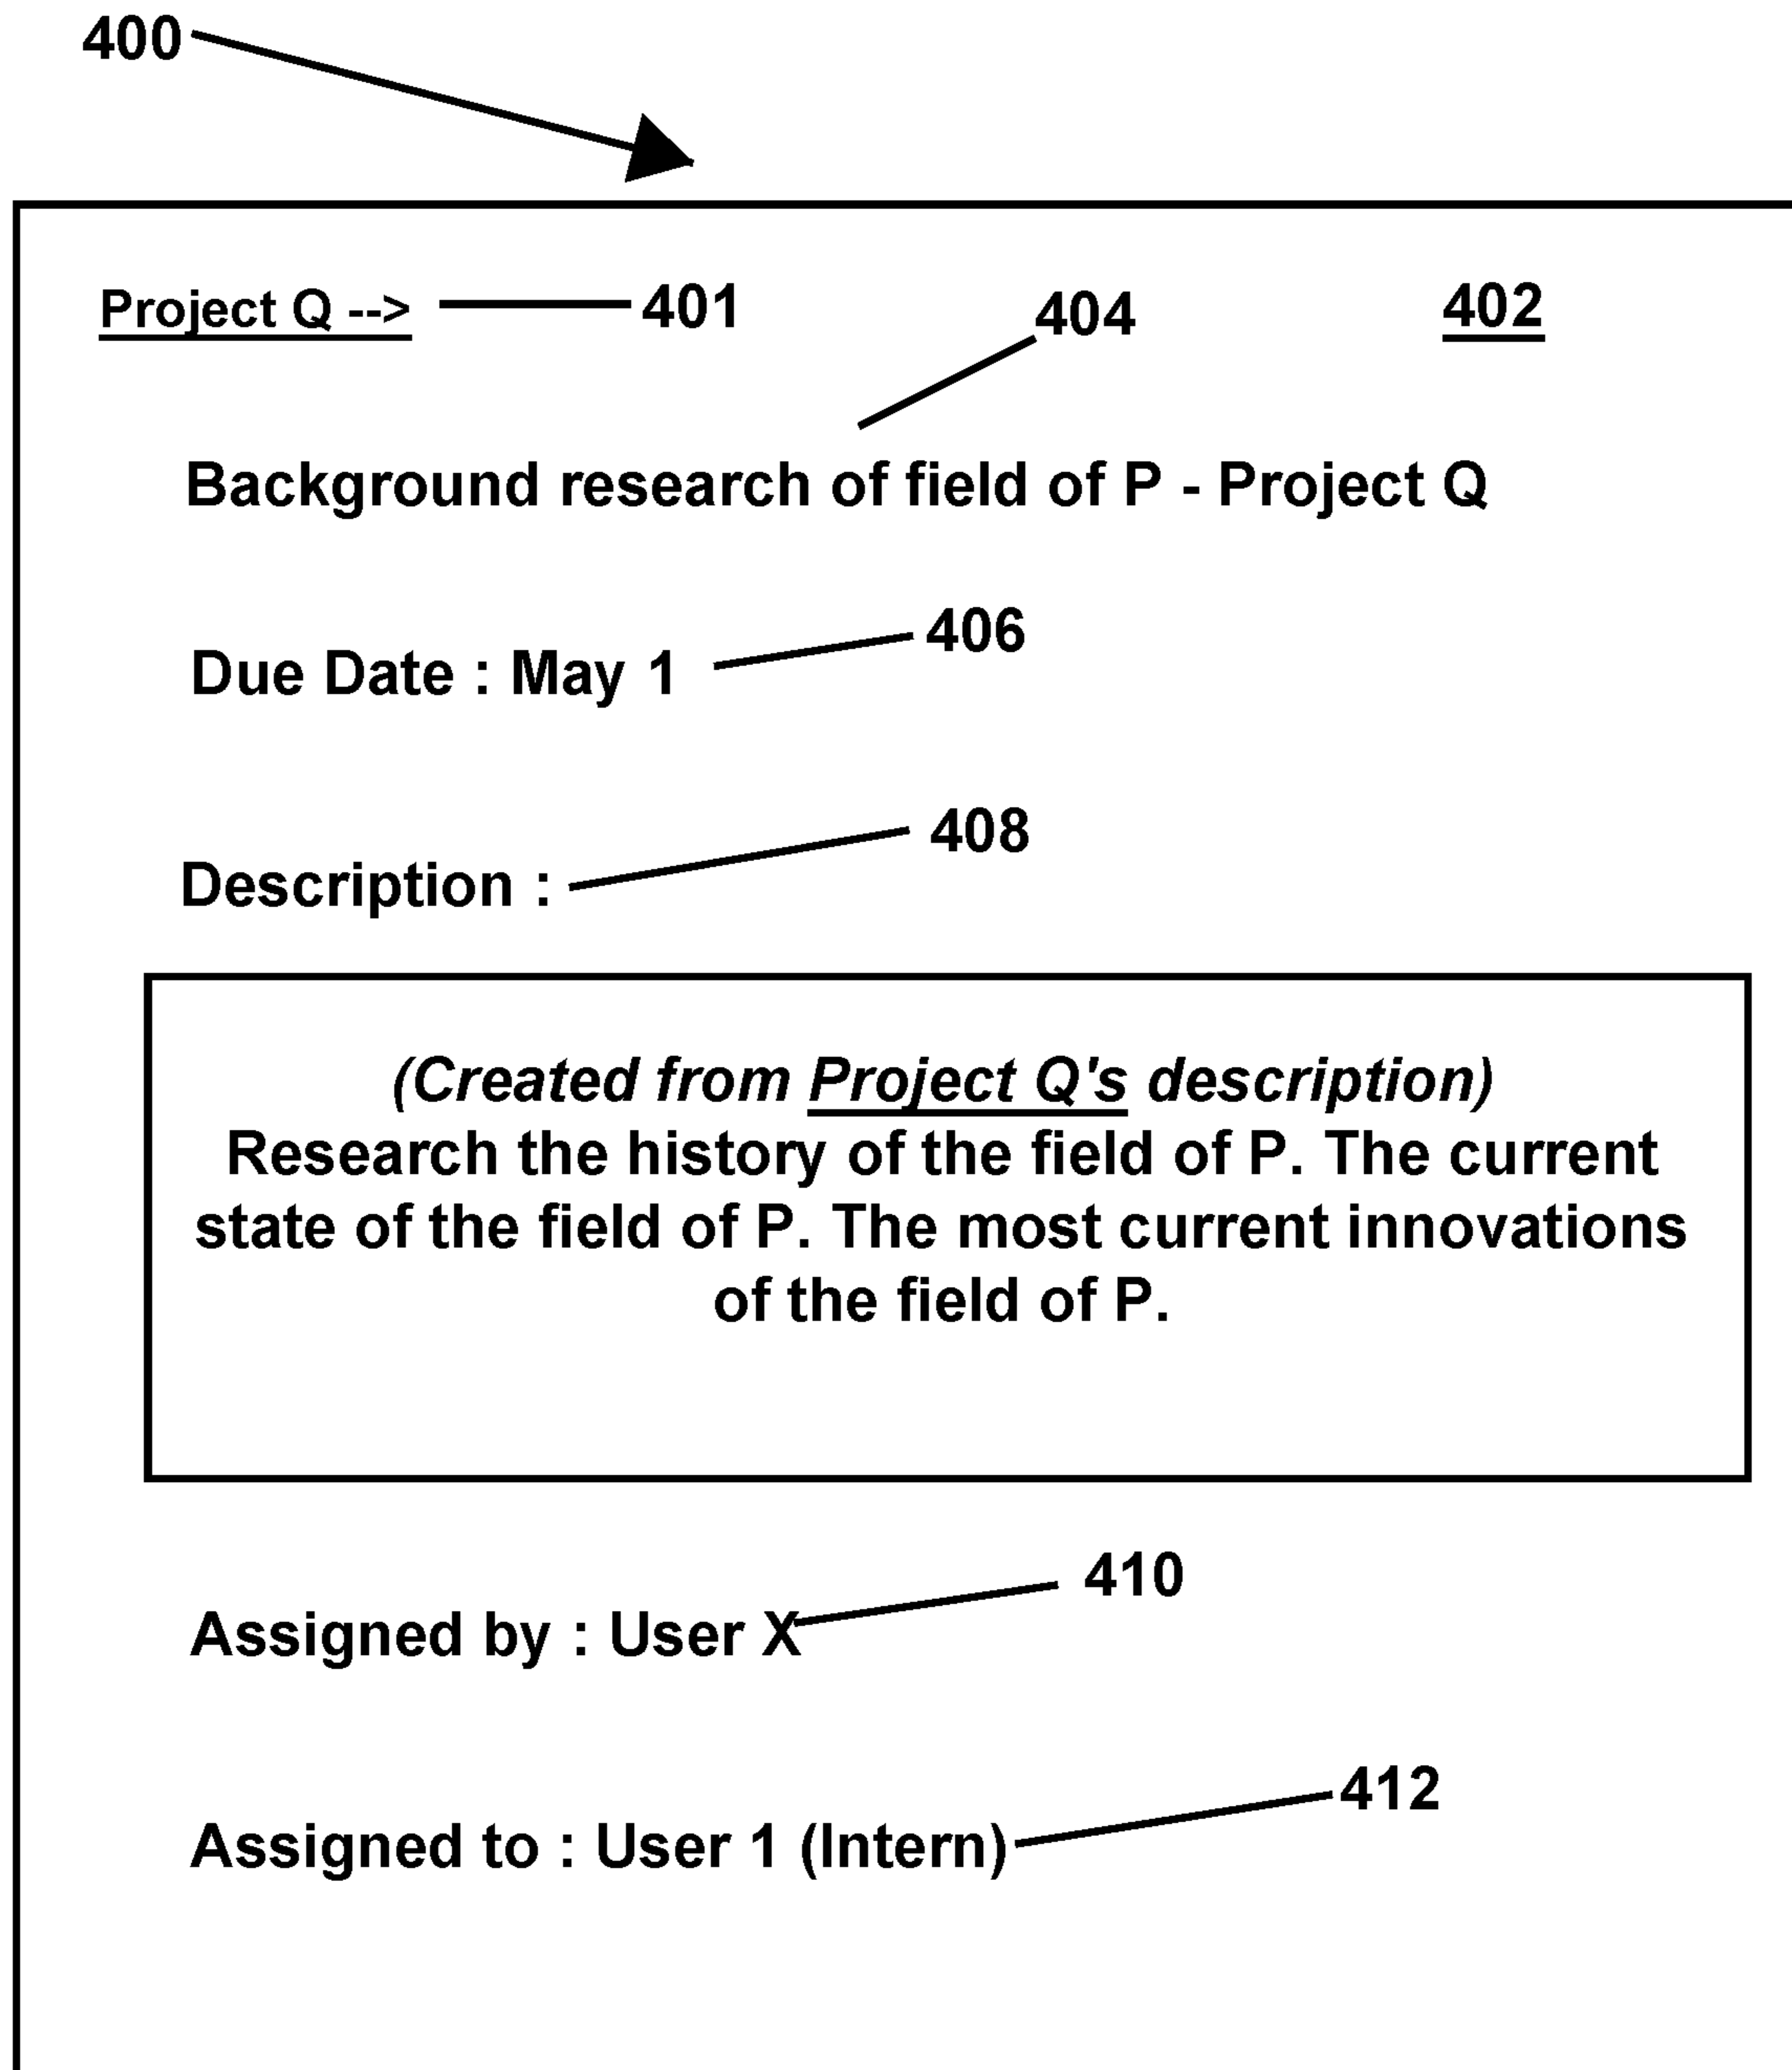 400
Project Q --> 401 404 402
Background research of field of P - Project Q
406
Due Date : May 1
408
Description :
(Created from Project Q's description)
Research the history of the field of P. The current
state of the field of P. The most current innovations
of the field of P.
410
Assigned by : User X
412
Assigned to : User 1 (Intern)